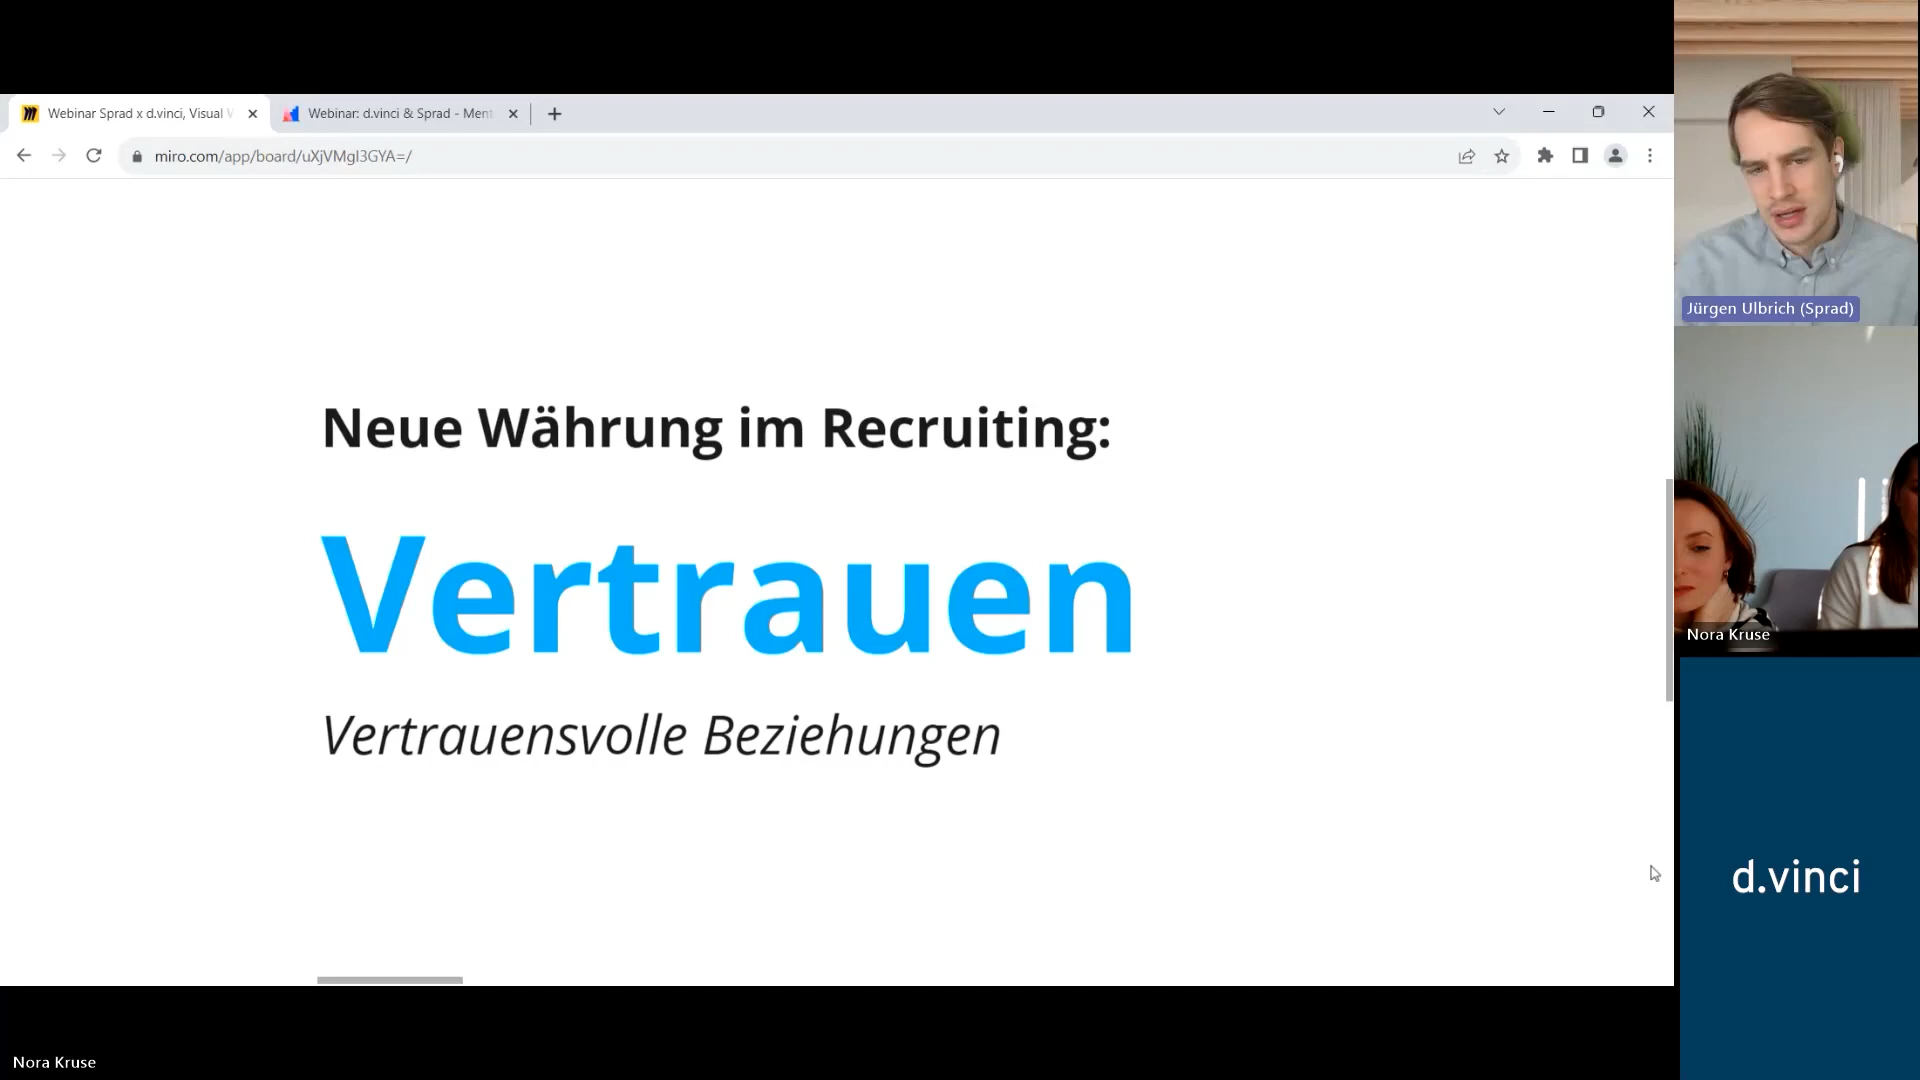 Webinar Sprad x d.vinci, Visual
Webinar: d.vinci & Sprad - Ment
miro.com/app/board/uXjVMgI3GYA=/
Neue Währung im Recruiting:
Vertrauen
Vertrauensvolle Beziehungen
Jürgen Ulbrich (Sprad)
Nora Kruse
d.vinci
Nora Kruse